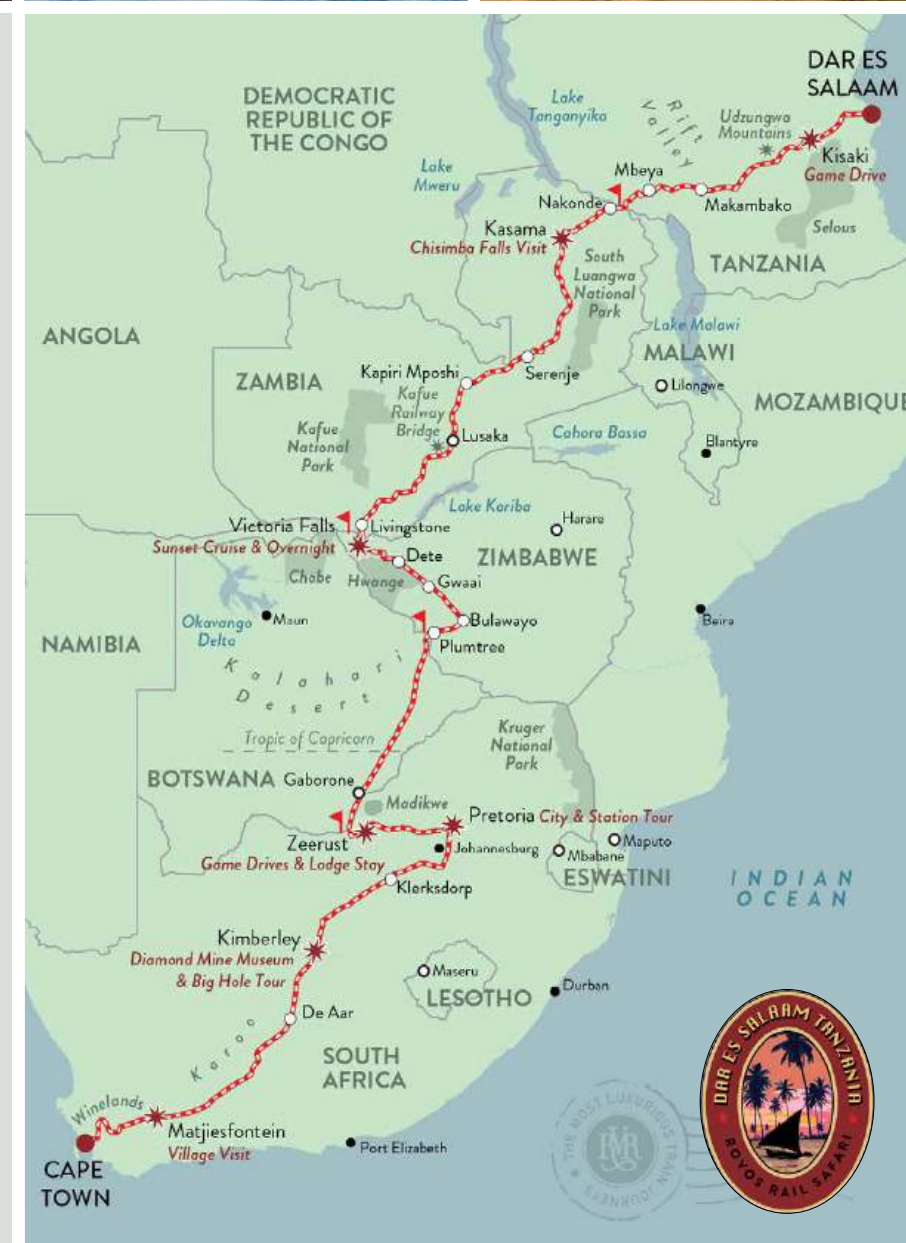 DAR ES
SALAAM
DEMOCRATIC
REPUBLIC OF
THE CONGO
Lake
Tanganyika
Rift
Valley
Udzungwa
Mountains
Kisaki
Game Drive
Lake
Mweru
Mbeya
Nakonde
Makambako
Selous
Kasama
Chisimba Falls Visit
TANZANIA
South
Luangwa
National
Park
ANGOLA
Lake Malawi
MALAWI
Kapiri Mposhi
Serenje
ZAMBIA
Lilongwe
MOZAMBIQUE
Kafue
Railway
Bridge
Kafue
National
Park
Lusaka
Cahora Bassa
Blantyre
Lake Kariba
Victoria Falls
Livingstone
Harare
Sunset Cruise & Overnight
Dete
ZIMBABWE
Chobe
Hwange
Gwaai
Okavango
Delta
Maun
Bulawayo
Beira
NAMIBIA
Plumtree
Kalahari
Desert
Tropic of Capricorn
Kruger
National
Park
BOTSWANA
Gaborone
Madikwe
Pretoria City & Station Tour
Zeerust
Game Drives & Lodge Stay
Johannesburg
Mbabane
Maputo
ESWATINI
Klerksdorp
INDIAN
OCEAN
Kimberley
Diamond Mine Museum
& Big Hole Tour
Maseru
LESOTHO
Durban
De Aar
Karoo
SOUTH
AFRICA
Winelands
Matjiesfontein
Village Visit
Port Elizabeth
CAPE
TOWN
THE MOST LUXURIOUS TRAIN JOURNEYS
DAR ES SALAAM TANZANIA
ROVOS RAIL SAFARI